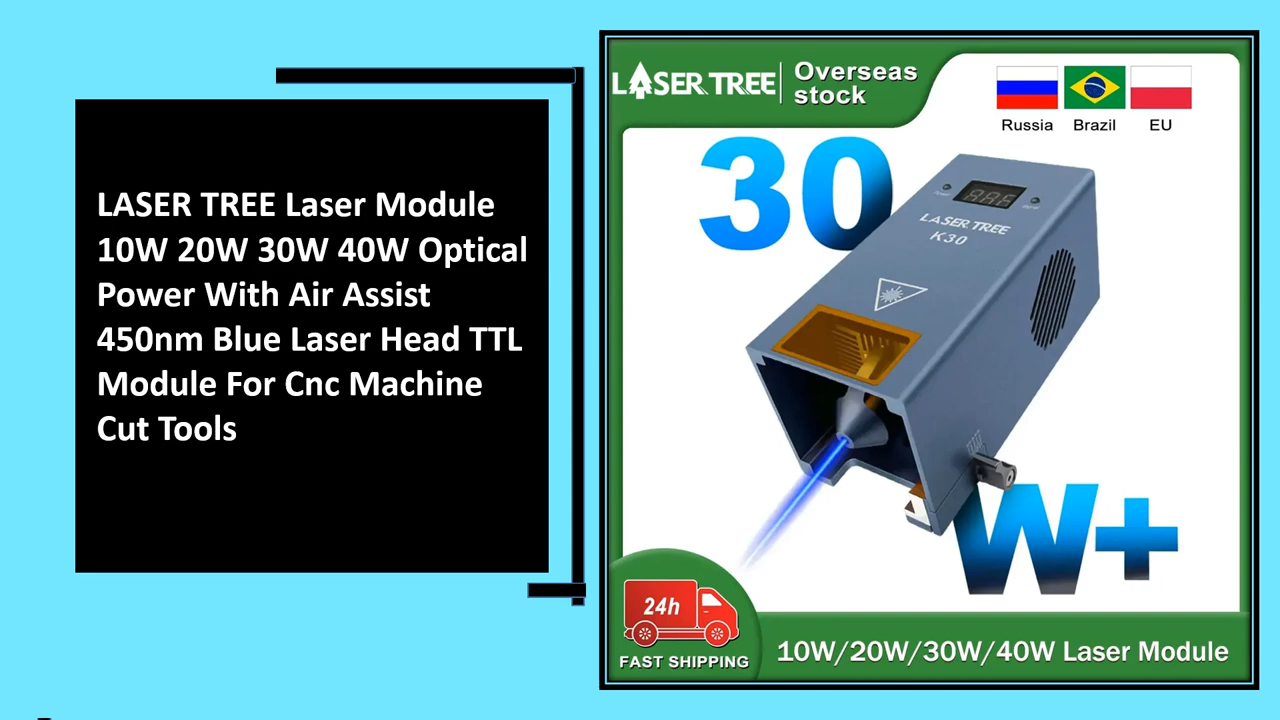 LASER TREE Laser Module
10W 20W 30W 40W Optical
Power With Air Assist
450nm Blue Laser Head TTL
Module For Cnc Machine
Cut Tools
LASER TREE
Overseas
stock
Russia Brazil EU
30
LASER TREE
K30
W+
24h
FAST SHIPPING
10W/20W/30W/40W Laser Module